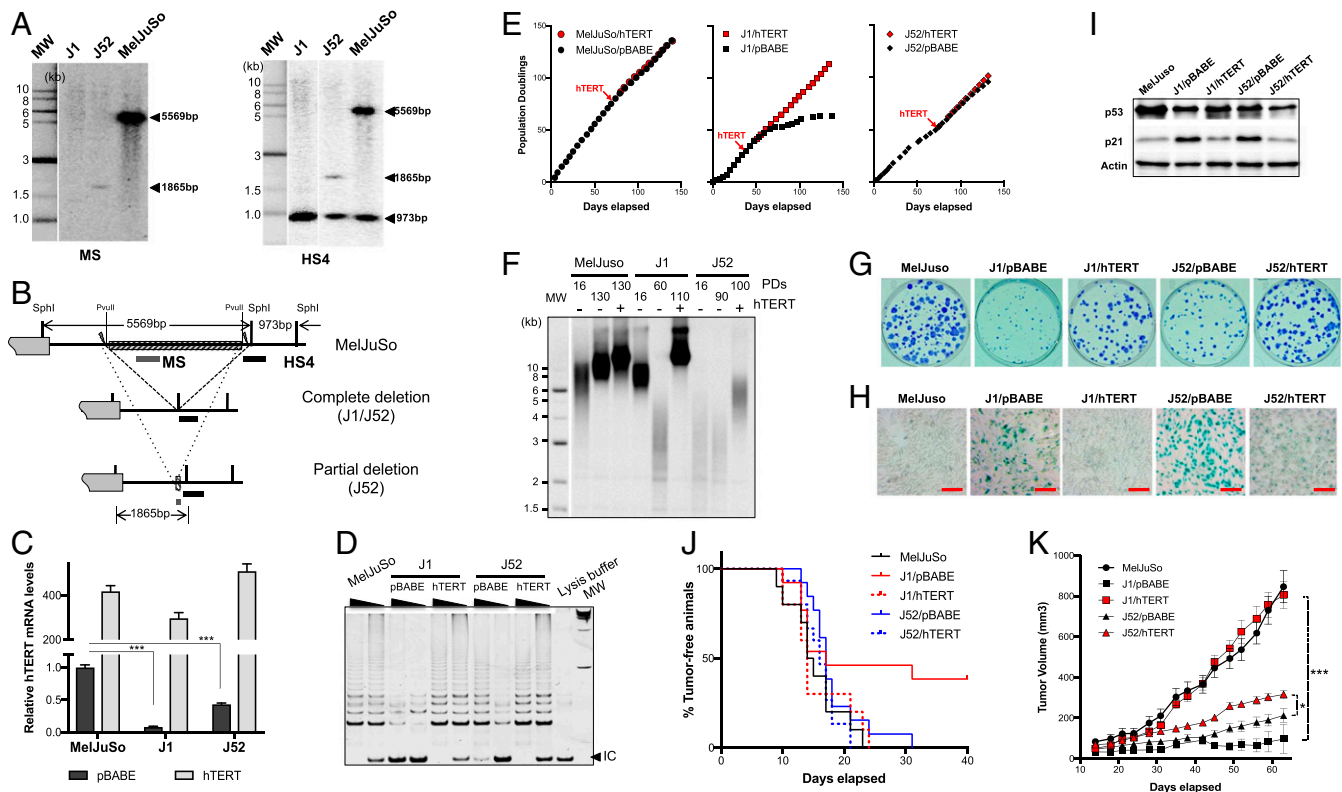 A
MW
J1
J52
MelJuSo
(kb)
10
8
6
5
3
1.5
1.0
5569bp
1865bp
MS
MW
J1
J52
MelJuSo
(kb)
10
8
6
5
3
1.5
1.0
5569bp
1865bp
973bp
HS4
B
SphI
PvuII
PvuII
SphI
SphI
5569bp
973bp
MS
HS4
MelJuSo
Complete deletion
(J1/J52)
Partial deletion
(J52)
1865bp
C
Relative hTERT mRNA levels
400
200
1.0
0.5
0.0
***
***
MelJuSo
J1
J52
pBABE
hTERT
D
MelJuSo
J1
J52
Lysis buffer
MW
pBABE
hTERT
pBABE
hTERT
IC
E
Population Doublings
150
100
50
0
MelJuSo/hTERT
MelJuSo/pBABE
hTERT
0 50 100 150
Days elapsed
J1/hTERT
J1/pBABE
hTERT
0 50 100 150
Days elapsed
J52/hTERT
J52/pBABE
hTERT
0 50 100 150
Days elapsed
F
MelJuso
J1
J52
16 130 130 16 60 110 16 90 100
PDs
MW
- - + - - + - - +
hTERT
(kb)
10
8
6
5
4
3
2
1.5
I
MelJuso
J1/pBABE
J1/hTERT
J52/pBABE
J52/hTERT
p53
p21
Actin
G
MelJuso
J1/pBABE
J1/hTERT
J52/pBABE
J52/hTERT
H
MelJuso
J1/pBABE
J1/hTERT
J52/pBABE
J52/hTERT
J
% Tumor-free animals
100
50
0
MelJuSo
J1/pBABE
J1/hTERT
J52/pBABE
J52/hTERT
0 10 20 30 40
Days elapsed
K
Tumor Volume (mm3)
1000
800
600
400
200
0
MelJuSo
J1/pBABE
J1/hTERT
J52/pBABE
J52/hTERT
*
***
10 20 30 40 50 60
Days elapsed